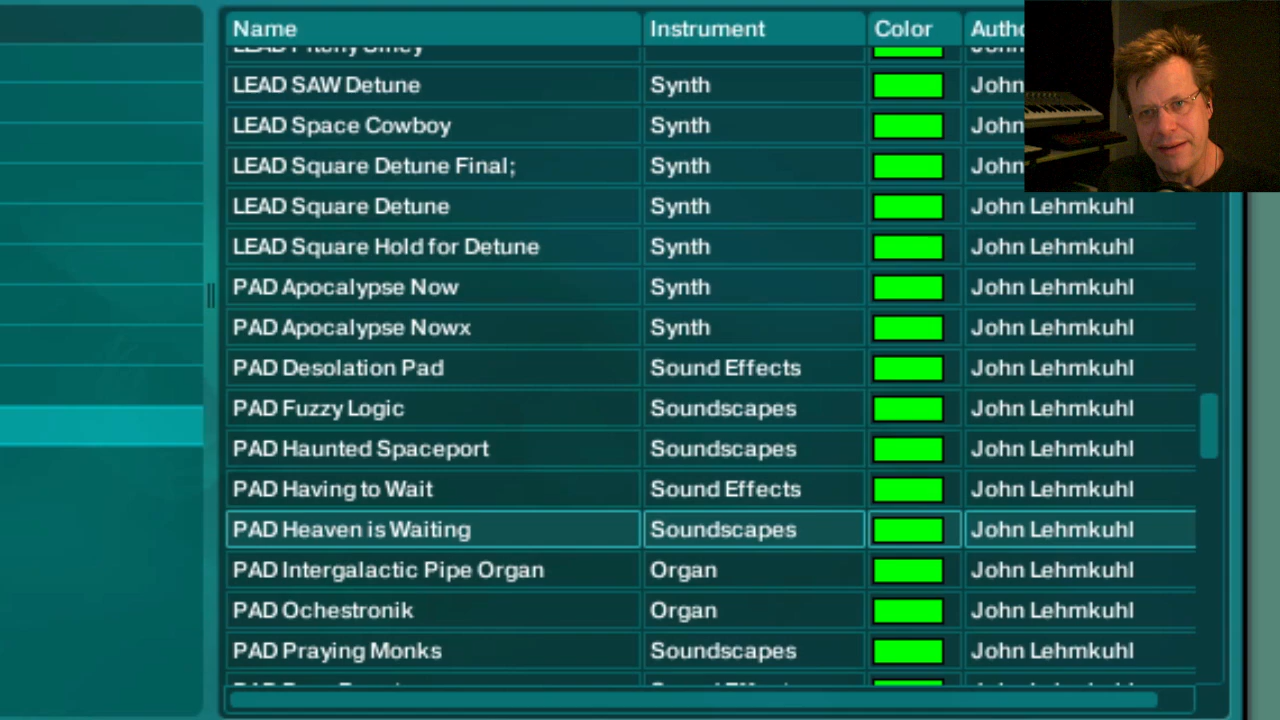 Name Instrument Color
LEAD SAW Detune Synth John
LEAD Space Cowboy Synth John
LEAD Square Detune Final; Synth John
LEAD Square Detune Synth John Lehmkuhl
LEAD Square Hold for Detune Synth John Lehmkuhl
PAD Apocalypse Now Synth John Lehmkuhl
PAD Apocalypse Nowx Synth John Lehmkuhl
PAD Desolation Pad Sound Effects John Lehmkuhl
PAD Fuzzy Logic Soundscapes John Lehmkuhl
PAD Haunted Spaceport Soundscapes John Lehmkuhl
PAD Having to Wait Sound Effects John Lehmkuhl
PAD Heaven is Waiting Soundscapes John Lehmkuhl
PAD Intergalactic Pipe Organ Organ John Lehmkuhl
PAD Ochestronik Organ John Lehmkuhl
PAD Praying Monks Soundscapes John Lehmkuhl